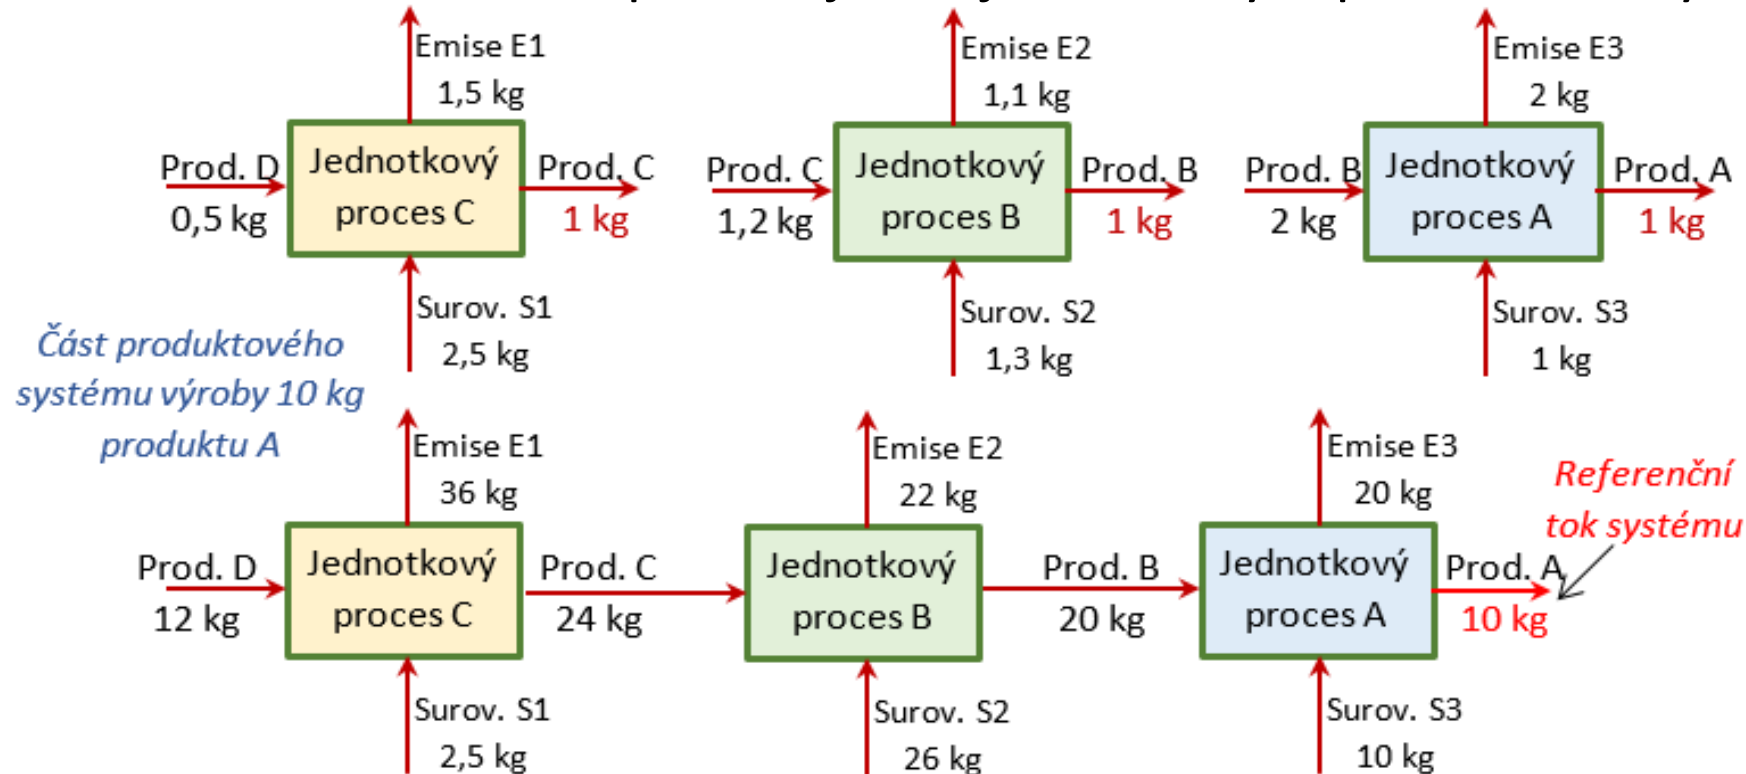 Emise E1
1,5 kg
Prod. D
0,5 kg
Jednotkový
proces C
Prod. C
1 kg
Surov. S1
2,5 kg
Emise E2
1,1 kg
Prod. C
1,2 kg
Jednotkový
proces B
Prod. B
1 kg
Surov. S2
1,3 kg
Emise E3
2 kg
Prod. B
2 kg
Jednotkový
proces A
Prod. A
1 kg
Surov. S3
1 kg
Část produktového
systému výroby 10 kg
produktu A
Emise E1
36 kg
Prod. D
12 kg
Jednotkový
proces C
Prod. C
24 kg
Surov. S1
2,5 kg
Emise E2
22 kg
Jednotkový
proces B
Prod. B
20 kg
Surov. S2
26 kg
Emise E3
20 kg
Jednotkový
proces A
Prod. A
10 kg
Surov. S3
10 kg
Referenční
tok systému